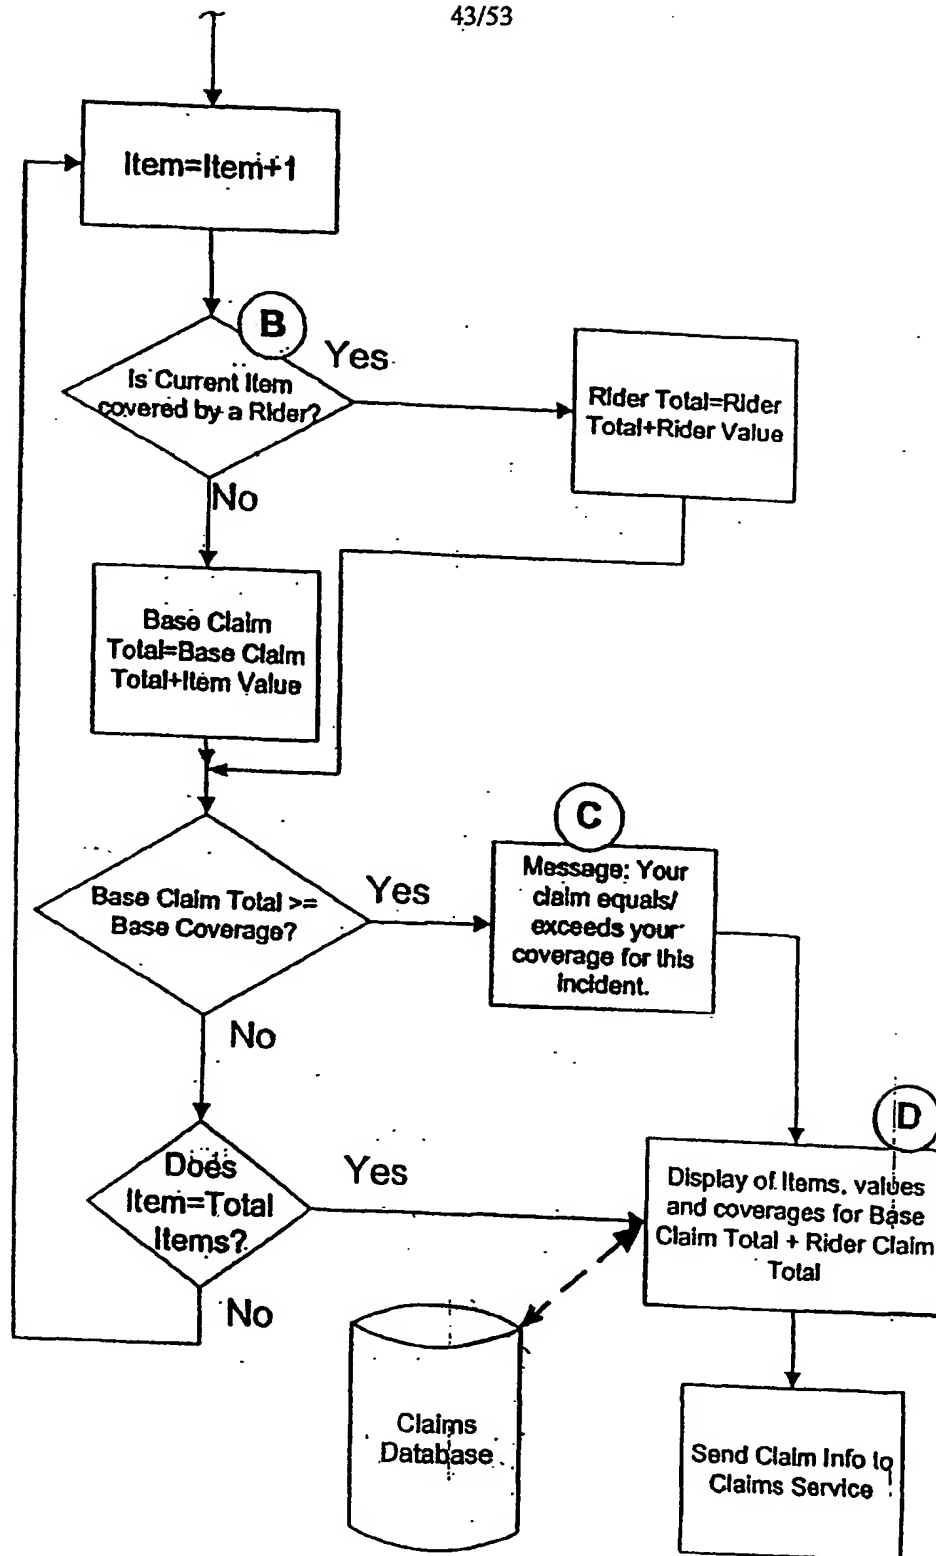 43/53
Item=Item+1
B
Yes
Is Current Item
covered by a Rider?
Rider Total=Rider
Total+Rider Value
No
Base Claim
Total=Base Claim
Total+Item Value
C
Message: Your
claim equals/
exceeds your
coverage for this
incident.
Base Claim Total >=
Base Coverage?
Yes
No
D
Does
Item=Total
Items?
Yes
Display of Items, values
and coverages for Base
Claim Total + Rider Claim
Total
No
Claims
Database
Send Claim Info to
Claims Service